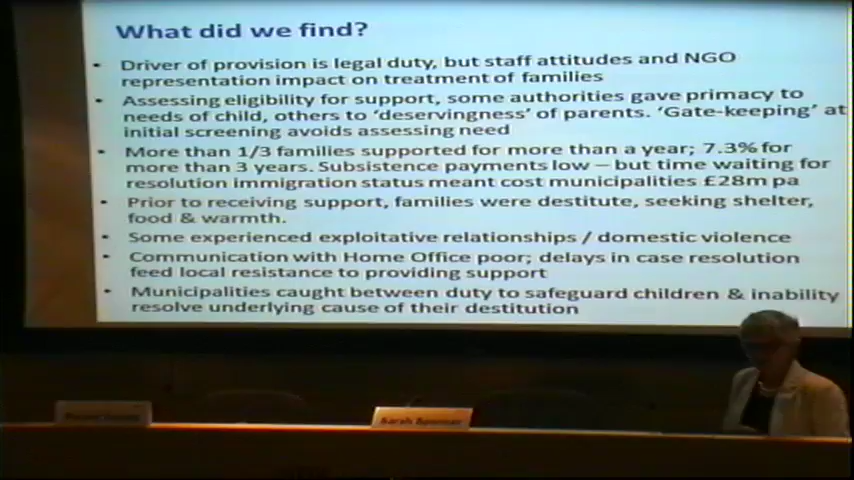 What did we find?
• Driver of provision is legal duty, but staff attitudes and NGO
representation impact on treatment of families
• Assessing eligibility for support, some authorities gave primacy to
needs of child, others to 'deservingness' of parents. 'Gate-keeping' at
initial screening avoids assessing need
• More than 1/3 families supported for more than a year; 7.3% for
more than 3 years. Subsistence payments low – but time waiting for
resolution immigration status meant cost municipalities £28m pa
• Prior to receiving support, families were destitute, seeking shelter,
food & warmth.
• Some experienced exploitative relationships / domestic violence
• Communication with Home Office poor; delays in case resolution
feed local resistance to providing support
• Municipalities caught between duty to safeguard children & inability
resolve underlying cause of their destitution
Sarah